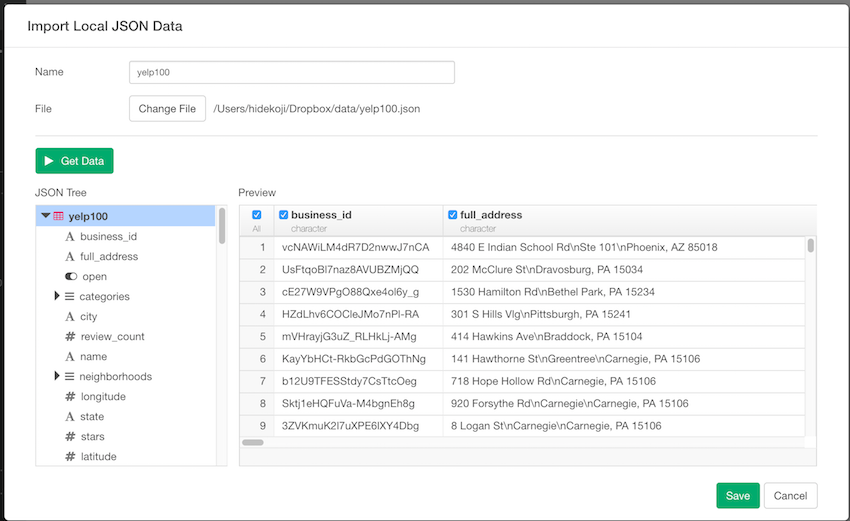 Import Local JSON Data
Name yelp100
File Change File /Users/hidekoji/Dropbox/data/yelp100.json
Get Data
JSON Tree
yelp100
A business_id
A full_address
open
categories
A city
# review_count
A name
neighborhoods
# longitude
A state
# stars
# latitude
Preview
All business_id full_address
character character
1 vcNAWiLM4dR7D2nwwJ7nCA 4840 E Indian School Rd\nSte 101\nPhoenix, AZ 85018
2 UsFtqoBl7naz8AVUBZMjQQ 202 McClure St\nDravosburg, PA 15034
3 cE27W9VPgO88Qxe4ol6y_g 1530 Hamilton Rd\nBethel Park, PA 15234
4 HZdLhv6COCleJMo7nPl-RA 301 S Hills Vlg\nPittsburgh, PA 15241
5 mVHrayjG3uZ_RLHkLj-AMg 414 Hawkins Ave\nBraddock, PA 15104
6 KayYbHCt-RkbGcPdGOThNg 141 Hawthorne St\nGreentree\nCarnegie, PA 15106
7 b12U9TFESStdy7CsTtcOeg 718 Hope Hollow Rd\nCarnegie, PA 15106
8 Sktj1eHQFuVa-M4bgnEh8g 920 Forsythe Rd\nCarnegie\nCarnegie, PA 15106
9 3ZVKmuK2l7uXPE6lXY4Dbg 8 Logan St\nCarnegie\nCarnegie, PA 15106
Save Cancel